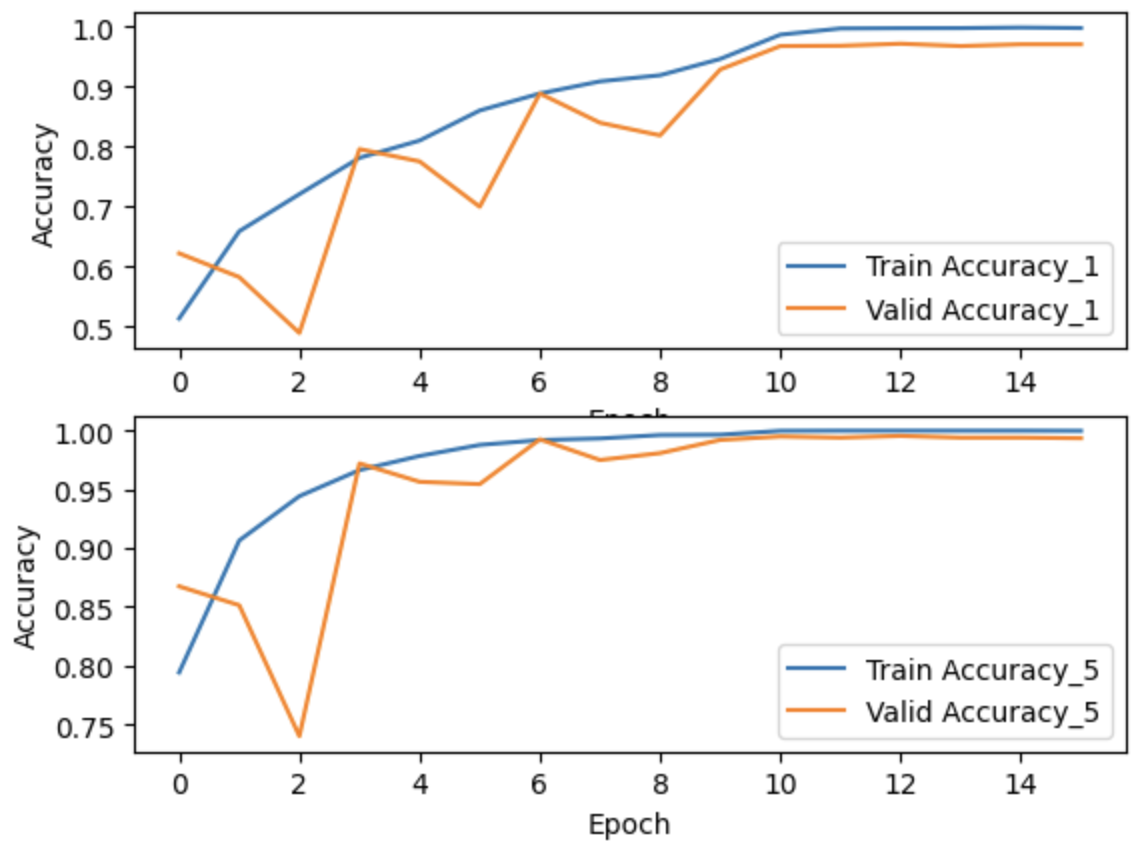 1.0
0.9
0.8
0.7
0.6
0.5
Accuracy
Train Accuracy_1
Valid Accuracy_1
0 2 4 6 8 10 12 14
Epoch
1.00
0.95
0.90
0.85
0.80
0.75
Accuracy
Train Accuracy_5
Valid Accuracy_5
0 2 4 6 8 10 12 14
Epoch